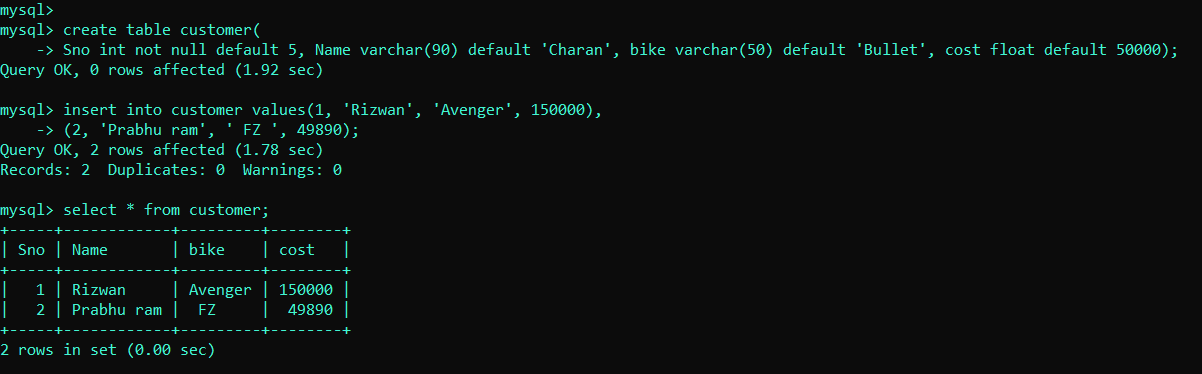 mysql>
mysql> create table customer(
    -> Sno int not null default 5, Name varchar(90) default 'Charan', bike varchar(50) default 'Bullet', cost float default 50000);
Query OK, 0 rows affected (1.92 sec)

mysql> insert into customer values(1, 'Rizwan', 'Avenger', 150000),
    -> (2, 'Prabhu ram', ' FZ ', 49890);
Query OK, 2 rows affected (1.78 sec)
Records: 2  Duplicates: 0  Warnings: 0

mysql> select * from customer;
+-----+------------+---------+--------+
| Sno | Name       | bike    | cost   |
+-----+------------+---------+--------+
|   1 | Rizwan     | Avenger | 150000 |
|   2 | Prabhu ram |  FZ     |  49890 |
+-----+------------+---------+--------+
2 rows in set (0.00 sec)